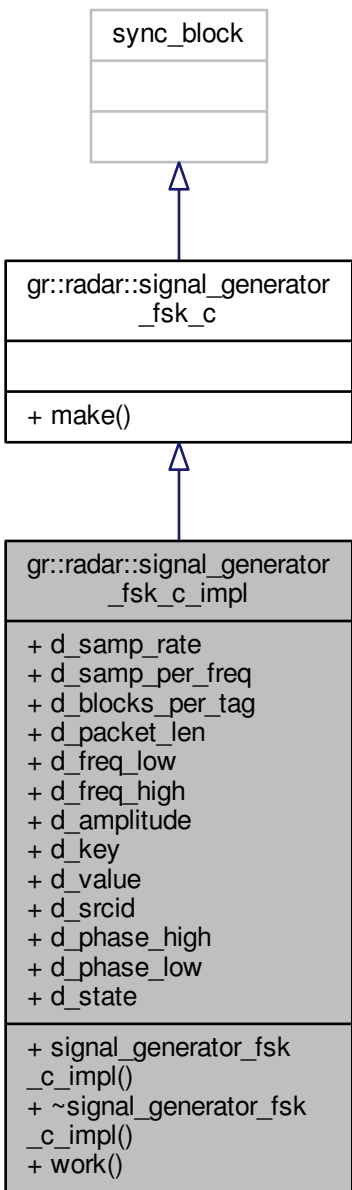 sync_block
gr::radar::signal_generator
_fsk_c
+ make()
gr::radar::signal_generator
_fsk_c_impl
+ d_samp_rate
+ d_samp_per_freq
+ d_blocks_per_tag
+ d_packet_len
+ d_freq_low
+ d_freq_high
+ d_amplitude
+ d_key
+ d_value
+ d_srcid
+ d_phase_high
+ d_phase_low
+ d_state
+ signal_generator_fsk
_c_impl()
+ ~signal_generator_fsk
_c_impl()
+ work()